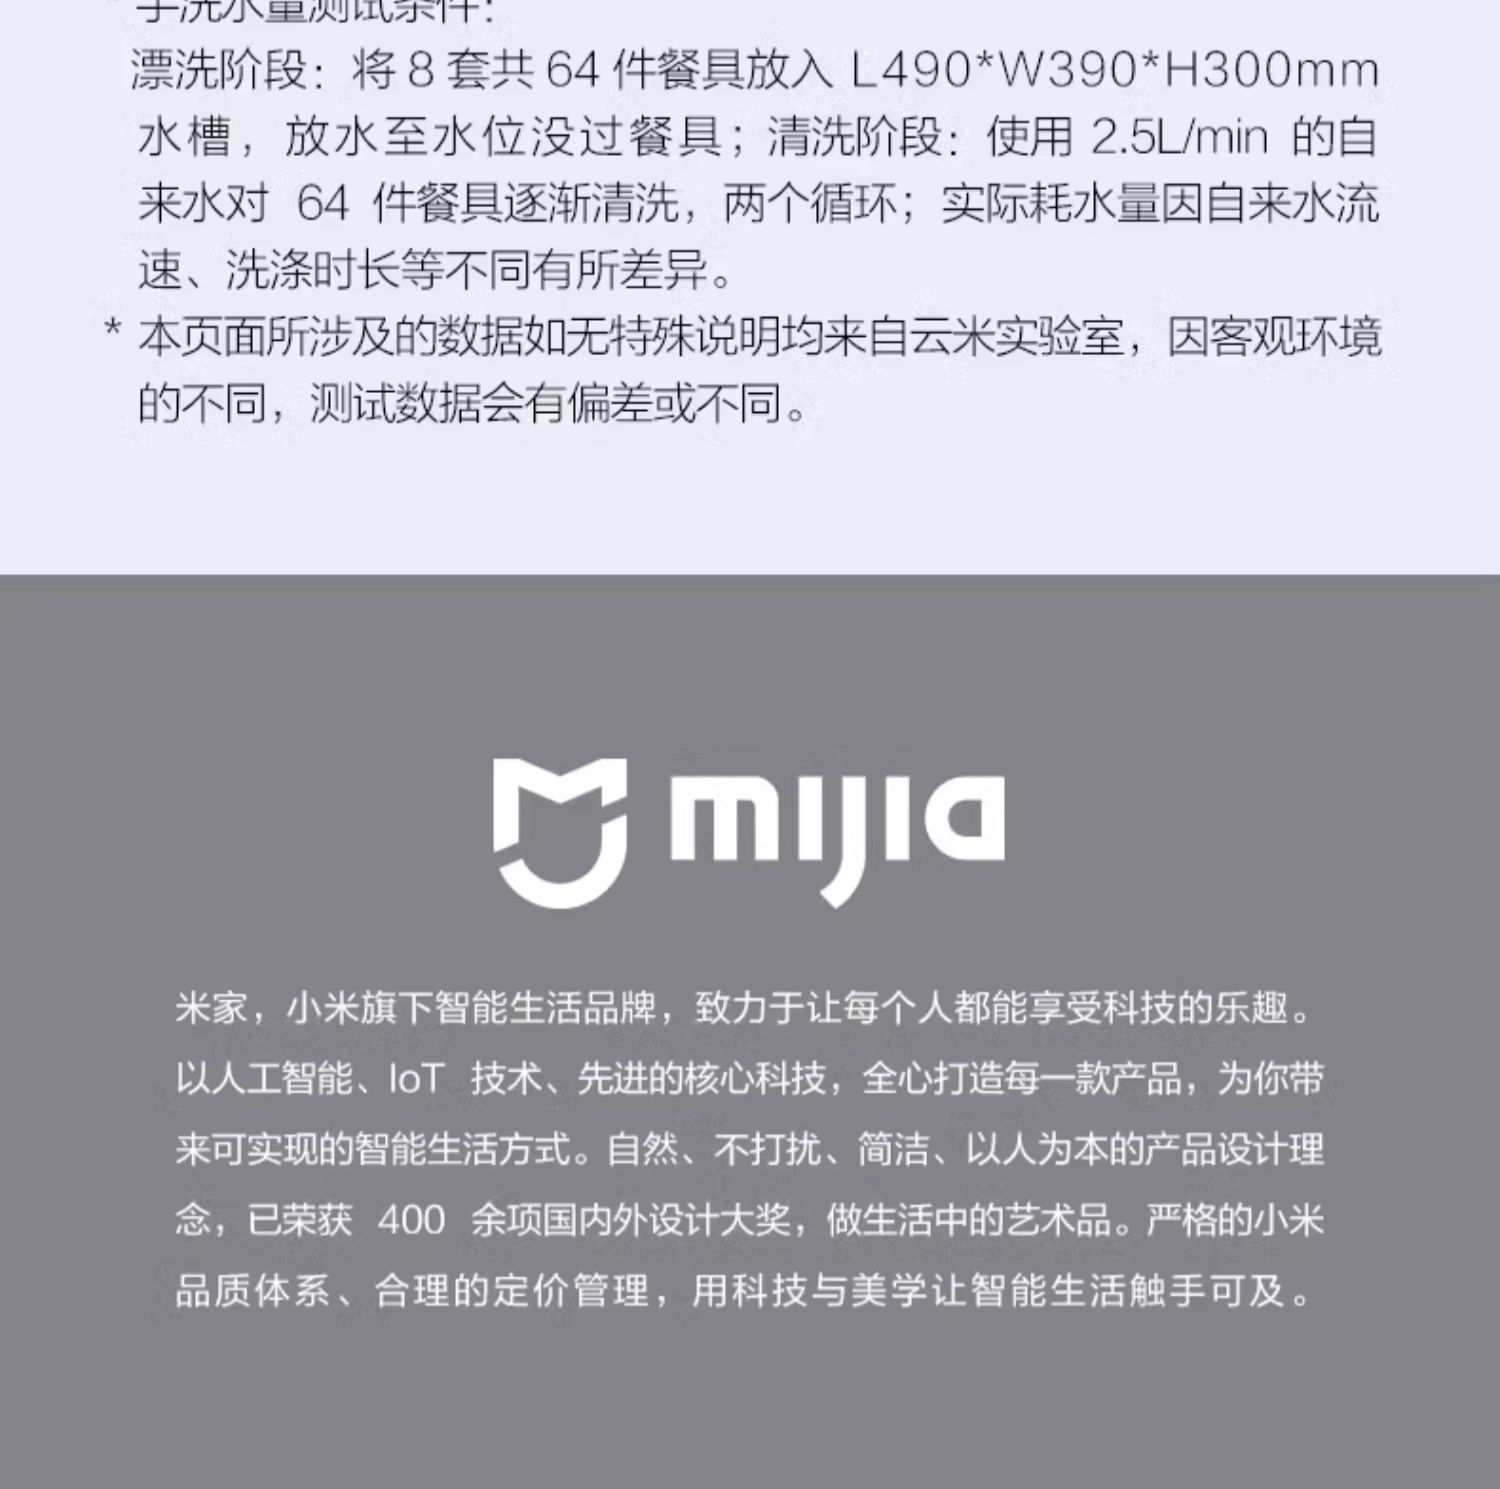 * 手洗水量测试条件：
漂洗阶段：将 8 套共 64 件餐具放入 L490*W390*H300mm
水槽，放水至水位没过餐具；清洗阶段：使用 2.5L/min 的自
来水对 64 件餐具逐渐清洗，两个循环；实际耗水量因自来水流
速、洗涤时长等不同有所差异。
* 本页面所涉及的数据如无特殊说明均来自云米实验室，因客观环境
的不同，测试数据会有偏差或不同。
mijia
米家，小米旗下智能生活品牌，致力于让每个人都能享受科技的乐趣。
以人工智能、IoT 技术、先进的核心科技，全心打造每一款产品，为你带
来可实现的智能生活方式。自然、不打扰、简洁、以人为本的产品设计理
念，已荣获 400 余项国内外设计大奖，做生活中的艺术品。严格的小米
品质体系、合理的定价管理，用科技与美学让智能生活触手可及。